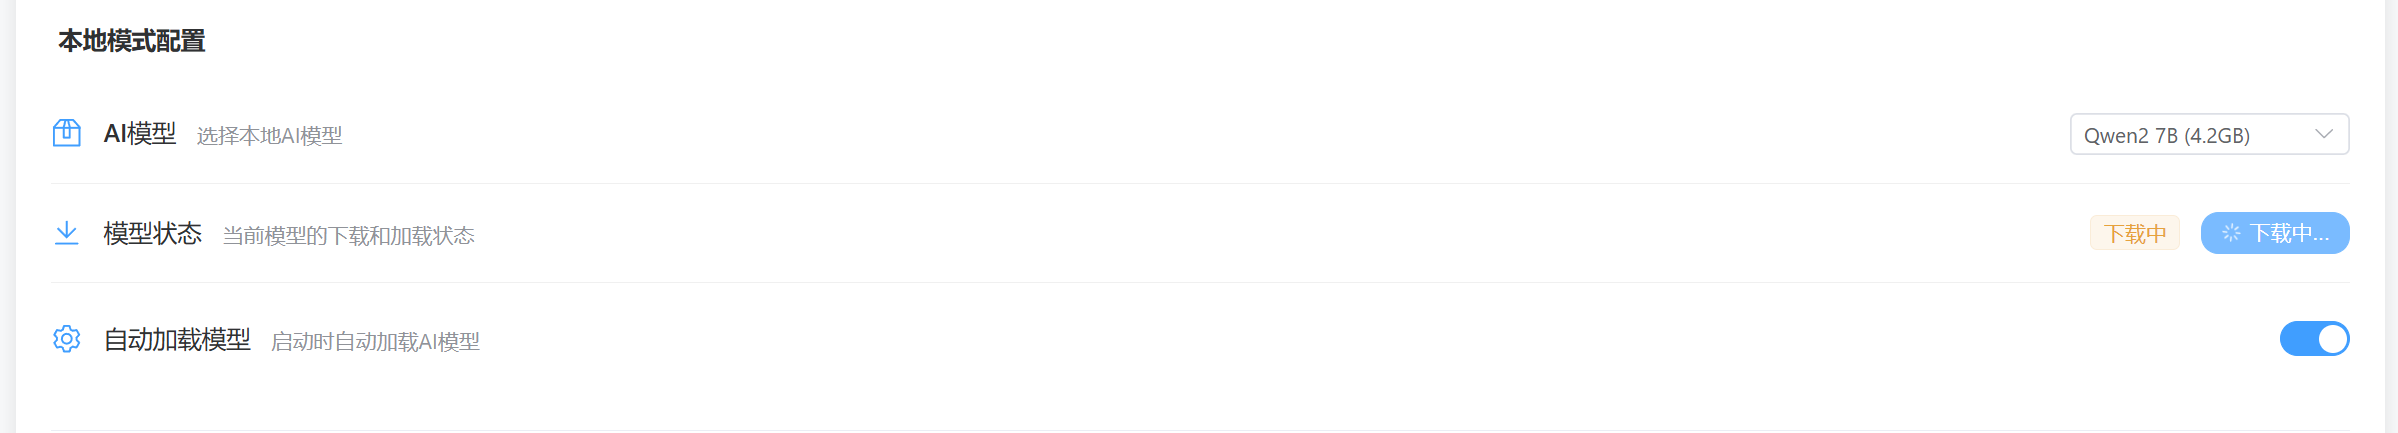 本地模式配置
AI模型 选择本地AI模型 Qwen2 7B (4.2GB)
模型状态 当前模型的下载和加载状态 下载中 下载中...
自动加载模型 启动时自动加载AI模型